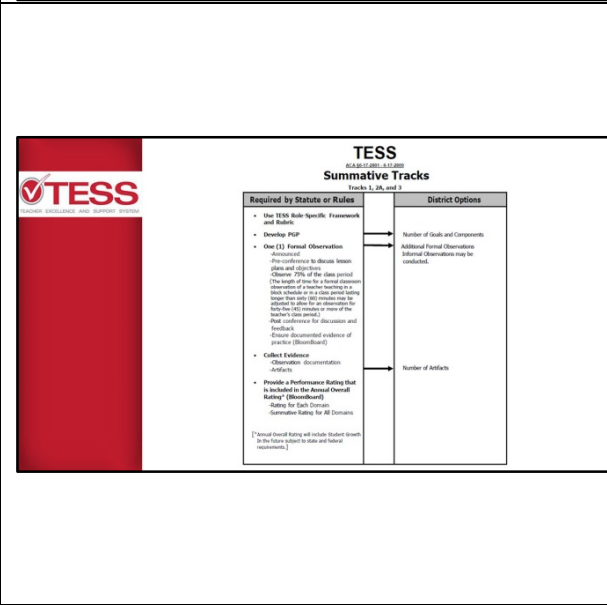 TESS
ACA §6-17-2801 - 6-17-2809
Summative Tracks
Tracks 1, 2A, and 3
TESS
TEACHER EXCELLENCE AND SUPPORT SYSTEM
Required by Statute or Rules
District Options
• Use TESS Role-Specific Framework
and Rubric
• Develop PGP
Number of Goals and Components
• One (1) Formal Observation
Additional Formal Observations
Informal Observations may be
conducted.
-Announced
-Pre-conference to discuss lesson
plans and objectives
-Observe 75% of the class period
[The length of time for a formal classroom
observation of a teacher teaching in a
block schedule or in a class period lasting
longer than sixty (60) minutes may be
adjusted to allow for an observation for
forty-five (45) minutes or more of the
teacher's class period.]
-Post conference for discussion and
feedback
-Ensure documented evidence of
practice (BloomBoard)
• Collect Evidence
-Observation documentation
-Artifacts
Number of Artifacts
• Provide a Performance Rating that
is included in the Annual Overall
Rating* (BloomBoard)
-Rating for Each Domain
-Summative Rating for All Domains
[*Annual Overall Rating will include Student Growth
In the future subject to state and federal
requirements.]